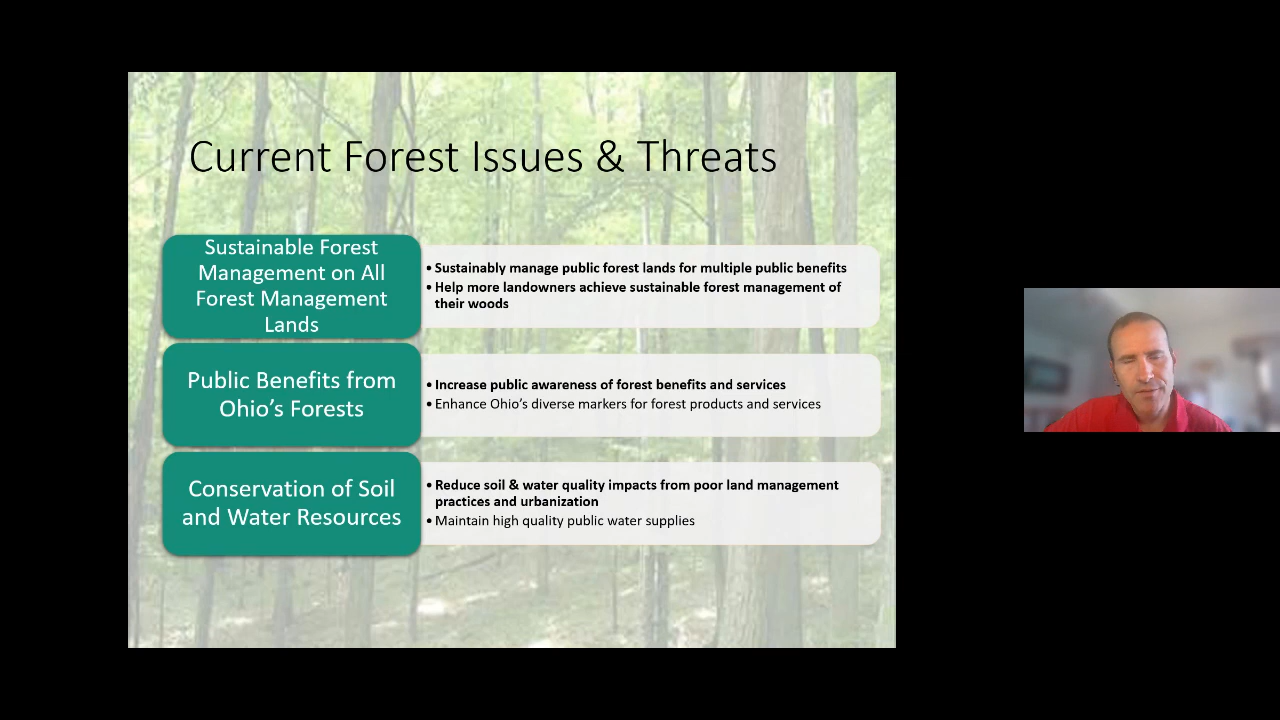 Current Forest Issues & Threats
Sustainable Forest
Management on All
Forest Management
Lands
• Sustainably manage public forest lands for multiple public benefits
• Help more landowners achieve sustainable forest management of
their woods
Public Benefits from
Ohio's Forests
• Increase public awareness of forest benefits and services
• Enhance Ohio's diverse markers for forest products and services
Conservation of Soil
and Water Resources
• Reduce soil & water quality impacts from poor land management
practices and urbanization
• Maintain high quality public water supplies